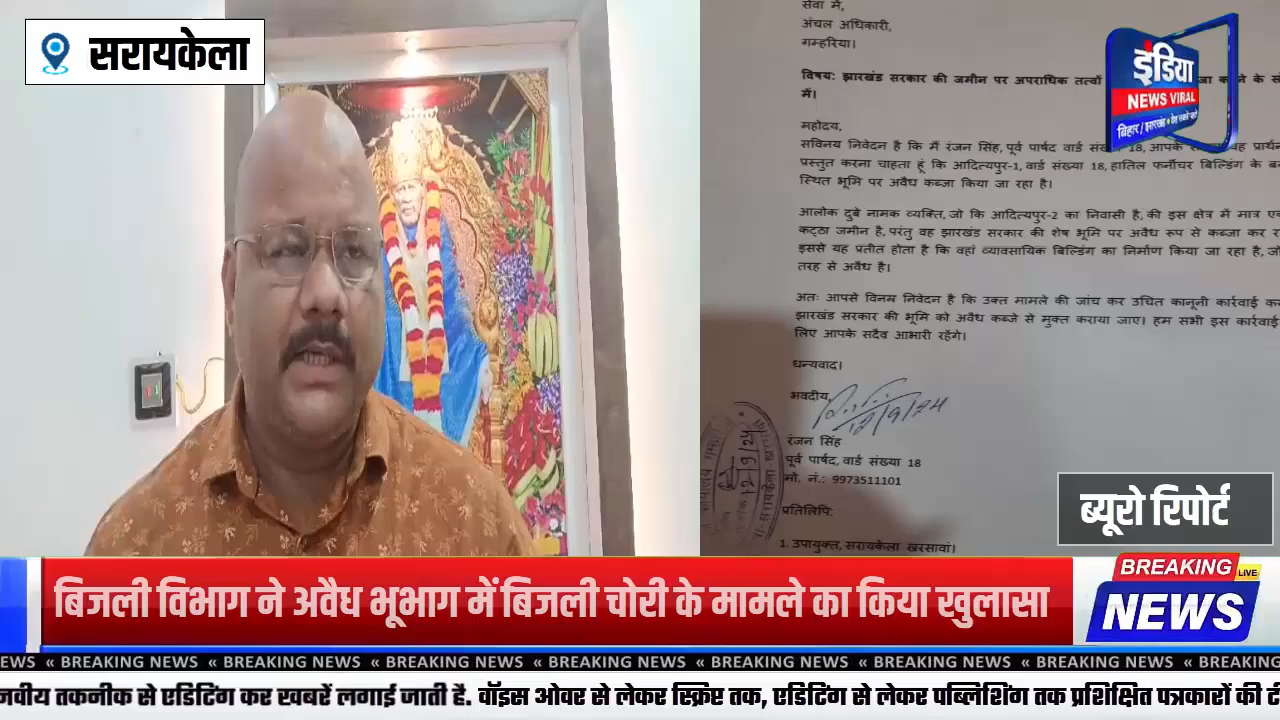 सरायकेला
सेवा में,
अंचल अधिकारी,
गम्हरिया।
विषय: झारखंड सरकार की जमीन पर अपराधिक तत्वों
में।
महोदय,
सविनय निवेदन है कि मैं रंजन सिंह, पूर्व पार्षद वार्ड
प्रस्तुत करना चाहता हूं कि आदित्यपुर-1, वार्ड संख्या 18, हातिल फर्नीचर बिल्डिंग के
स्थित भूमि पर अवैध कब्जा किया जा रहा है।
आलोक दुबे नामक व्यक्ति, जो कि आदित्यपुर-2 का निवासी है, की इस क्षेत्र में मात्र
कट्ठा जमीन है, परंतु वह झारखंड सरकार की शेष भूमि पर अवैध रूप से कब्जा कर
इससे यह प्रतीत होता है कि वहां व्यावसायिक बिल्डिंग का निर्माण किया जा रहा है,
तरह से अवैध है।
अतः आपसे विनम्र निवेदन है कि उक्त मामले की जांच कर उचित कानूनी कार्रवाई
झारखंड सरकार की भूमि को अवैध कब्जे से मुक्त कराया जाए। हम सभी इस कार्रवाई
लिए आपके सदैव आभारी रहेंगे।
धन्यवाद।
भवदीय,
12/9/24
रंजन सिंह
पूर्व पार्षद, वार्ड संख्या 18
मो. नं.: 9973511101
प्रतिलिपि:
1. उपायुक्त, सरायकेला खरसावां।
इंडिया
NEWS VIRAL
बिहार / झारखंड
ब्यूरो रिपोर्ट
बिजली विभाग ने अवैध भूभाग में बिजली चोरी के मामले का किया खुलासा
BREAKING
LIVE
NEWS
NEWS « BREAKING NEWS « BREAKING NEWS « BREAKING NEWS « BREAKING NEWS « BREAKING NEWS « BREAKING NEWS « BREAKING NEWS « BREAKING
तकनीक से एडिटिंग कर खबरें लगाई जाती है. वॉइस ओवर से लेकर स्क्रिप्ट तक, एडिटिंग से लेकर पब्लिशिंग तक प्रशिक्षित पत्रकारों की